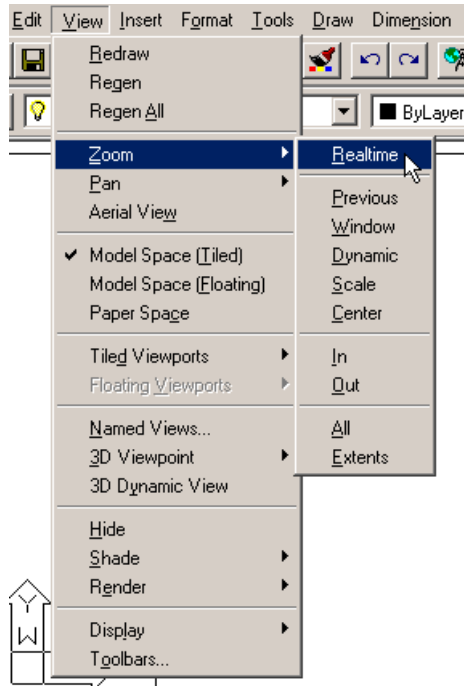 Edit View Insert Format Tools Draw Dimension
Redraw
Regen
Regen All
ByLayer
Zoom
Realtime
Pan
Previous
Aerial View
Window
Model Space (Tiled)
Dynamic
Model Space (Floating)
Scale
Paper Space
Center
Tiled Viewports
In
Floating Viewports
Out
Named Views...
All
3D Viewpoint
Extents
3D Dynamic View
Hide
Shade
Render
Y
W
Display
Toolbars...